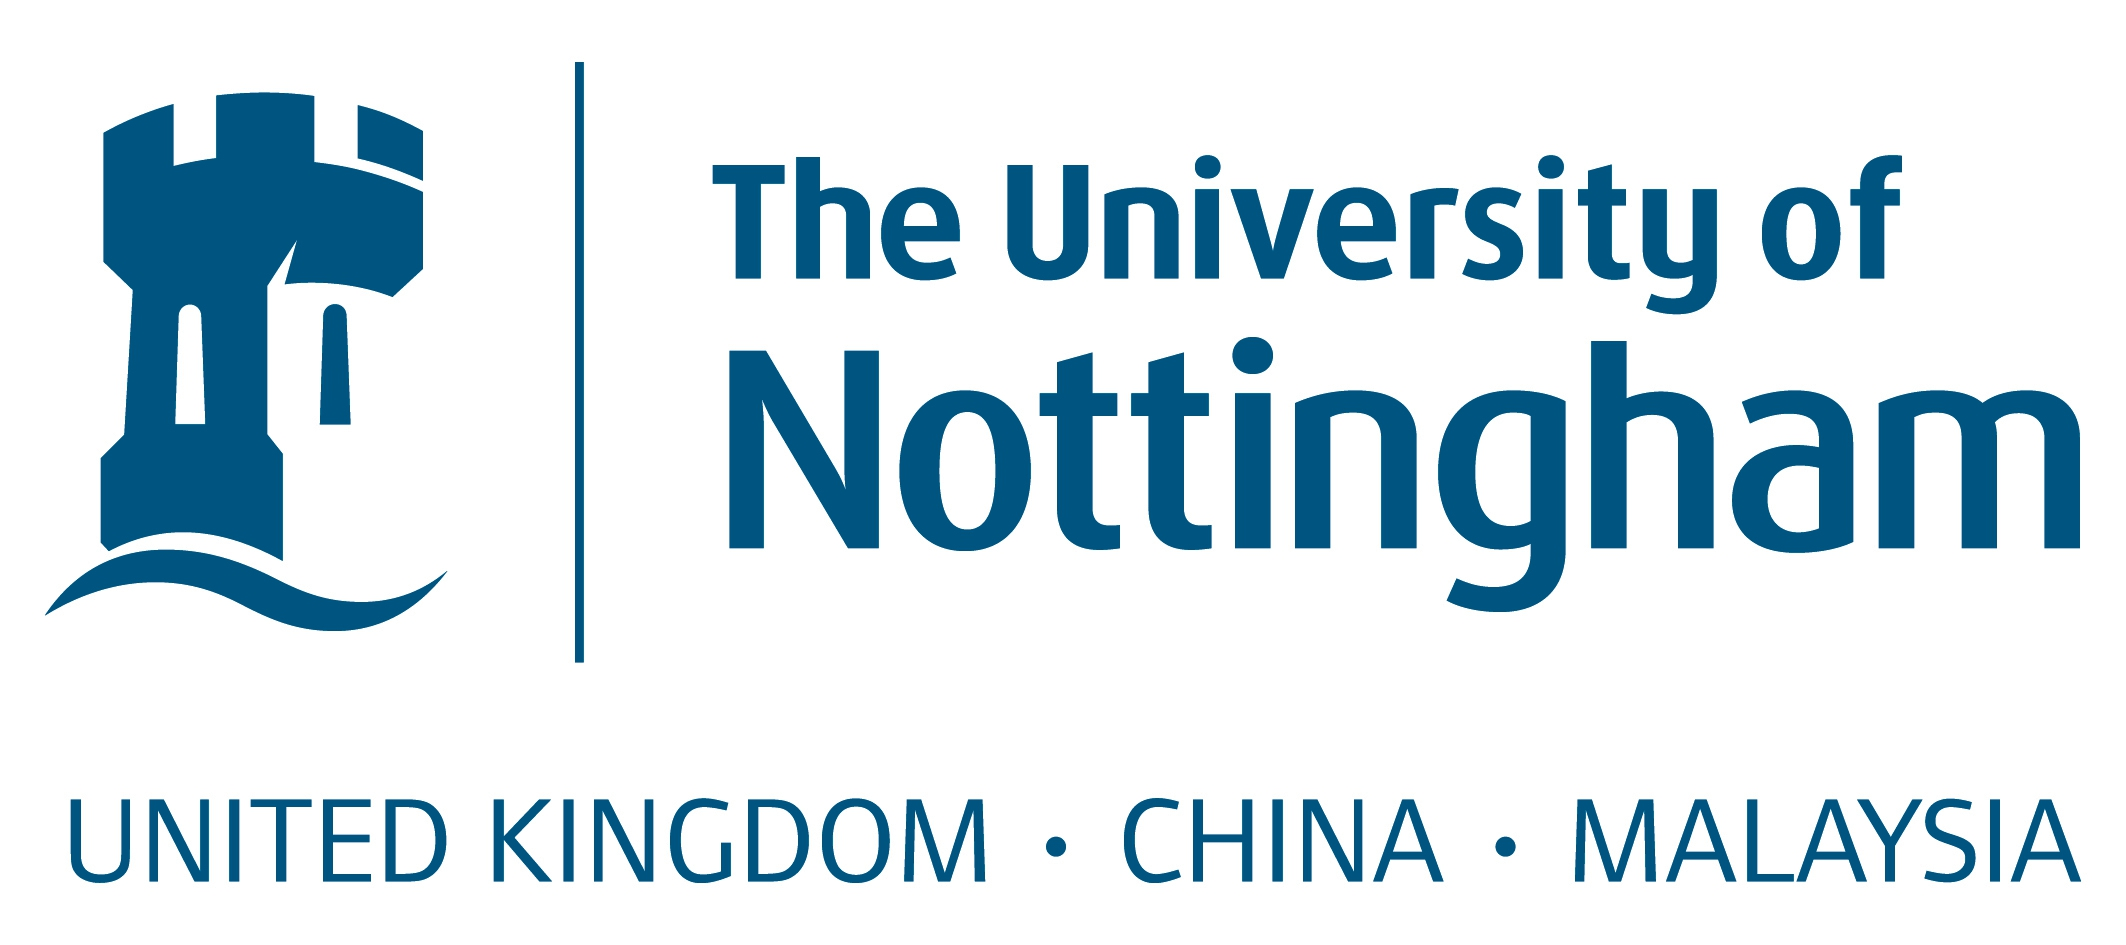 The University of
Nottingham
UNITED KINGDOM • CHINA • MALAYSIA